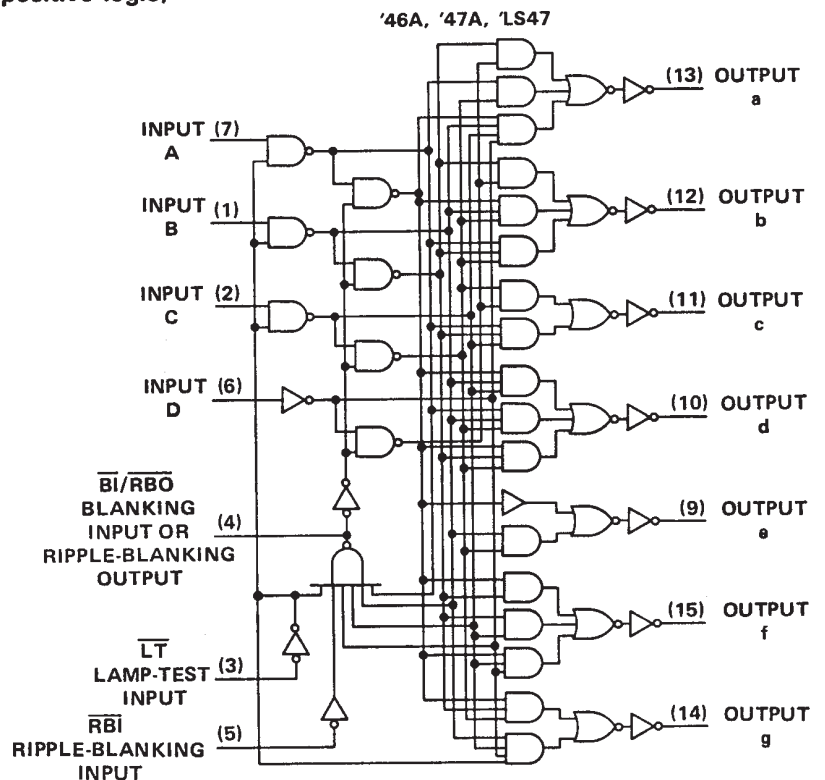 positive logic)
'46A, '47A, 'LS47
INPUT (7)
A
INPUT (1)
B
INPUT (2)
C
INPUT (6)
D
BI/RBO
BLANKING
INPUT OR (4)
RIPPLE-BLANKING
OUTPUT
LT
LAMP-TEST (3)
INPUT
RBI (5)
RIPPLE-BLANKING
INPUT
(13) OUTPUT
a
(12) OUTPUT
b
(11) OUTPUT
c
(10) OUTPUT
d
(9) OUTPUT
e
(15) OUTPUT
f
(14) OUTPUT
g